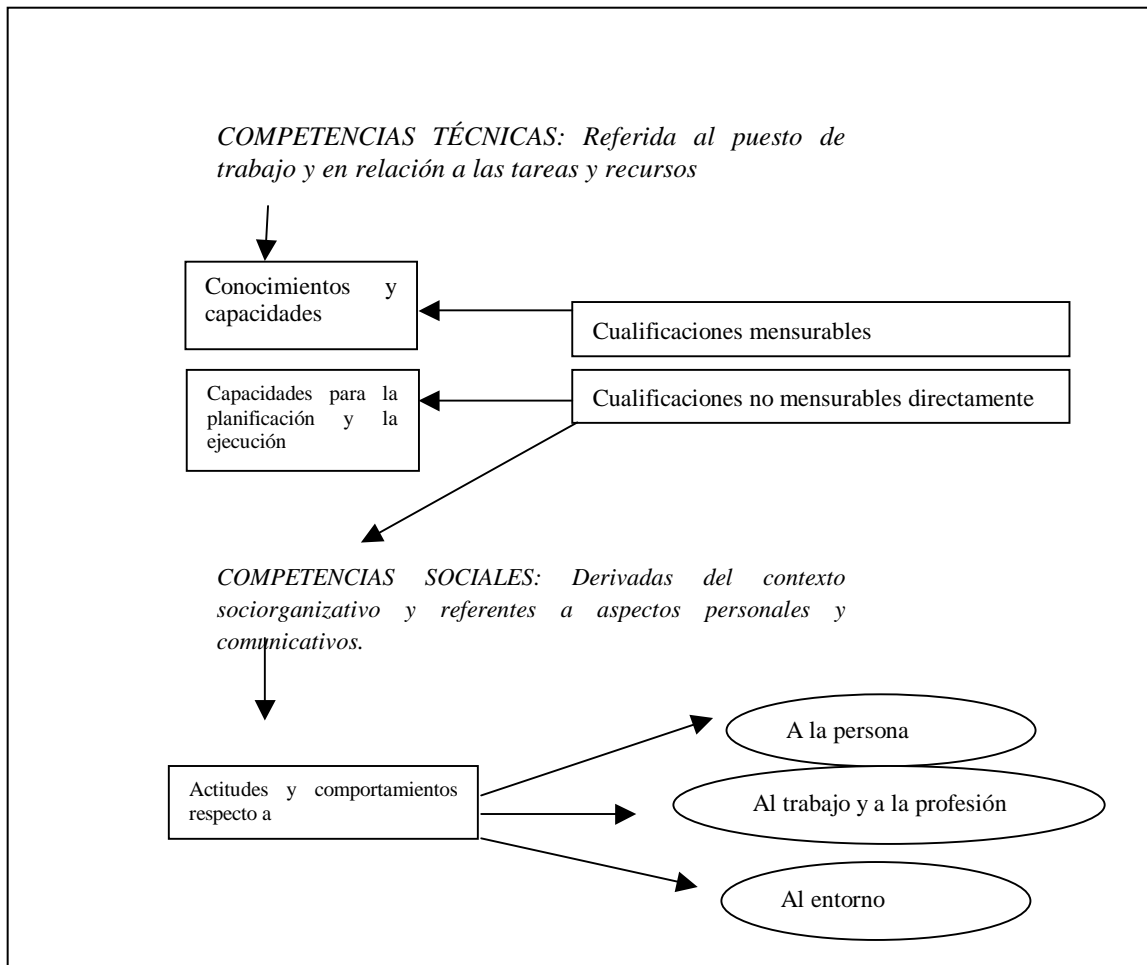 COMPETENCIAS TÉCNICAS: Referida al puesto de
trabajo y en relación a las tareas y recursos
Conocimientos y
capacidades
Cualificaciones mensurables
Capacidades para la
planificación y la
ejecución
Cualificaciones no mensurables directamente
COMPETENCIAS SOCIALES: Derivadas del contexto
sociorganizativo y referentes a aspectos personales y
comunicativos.
A la persona
Actitudes y comportamientos
respecto a
Al trabajo y a la profesión
Al entorno